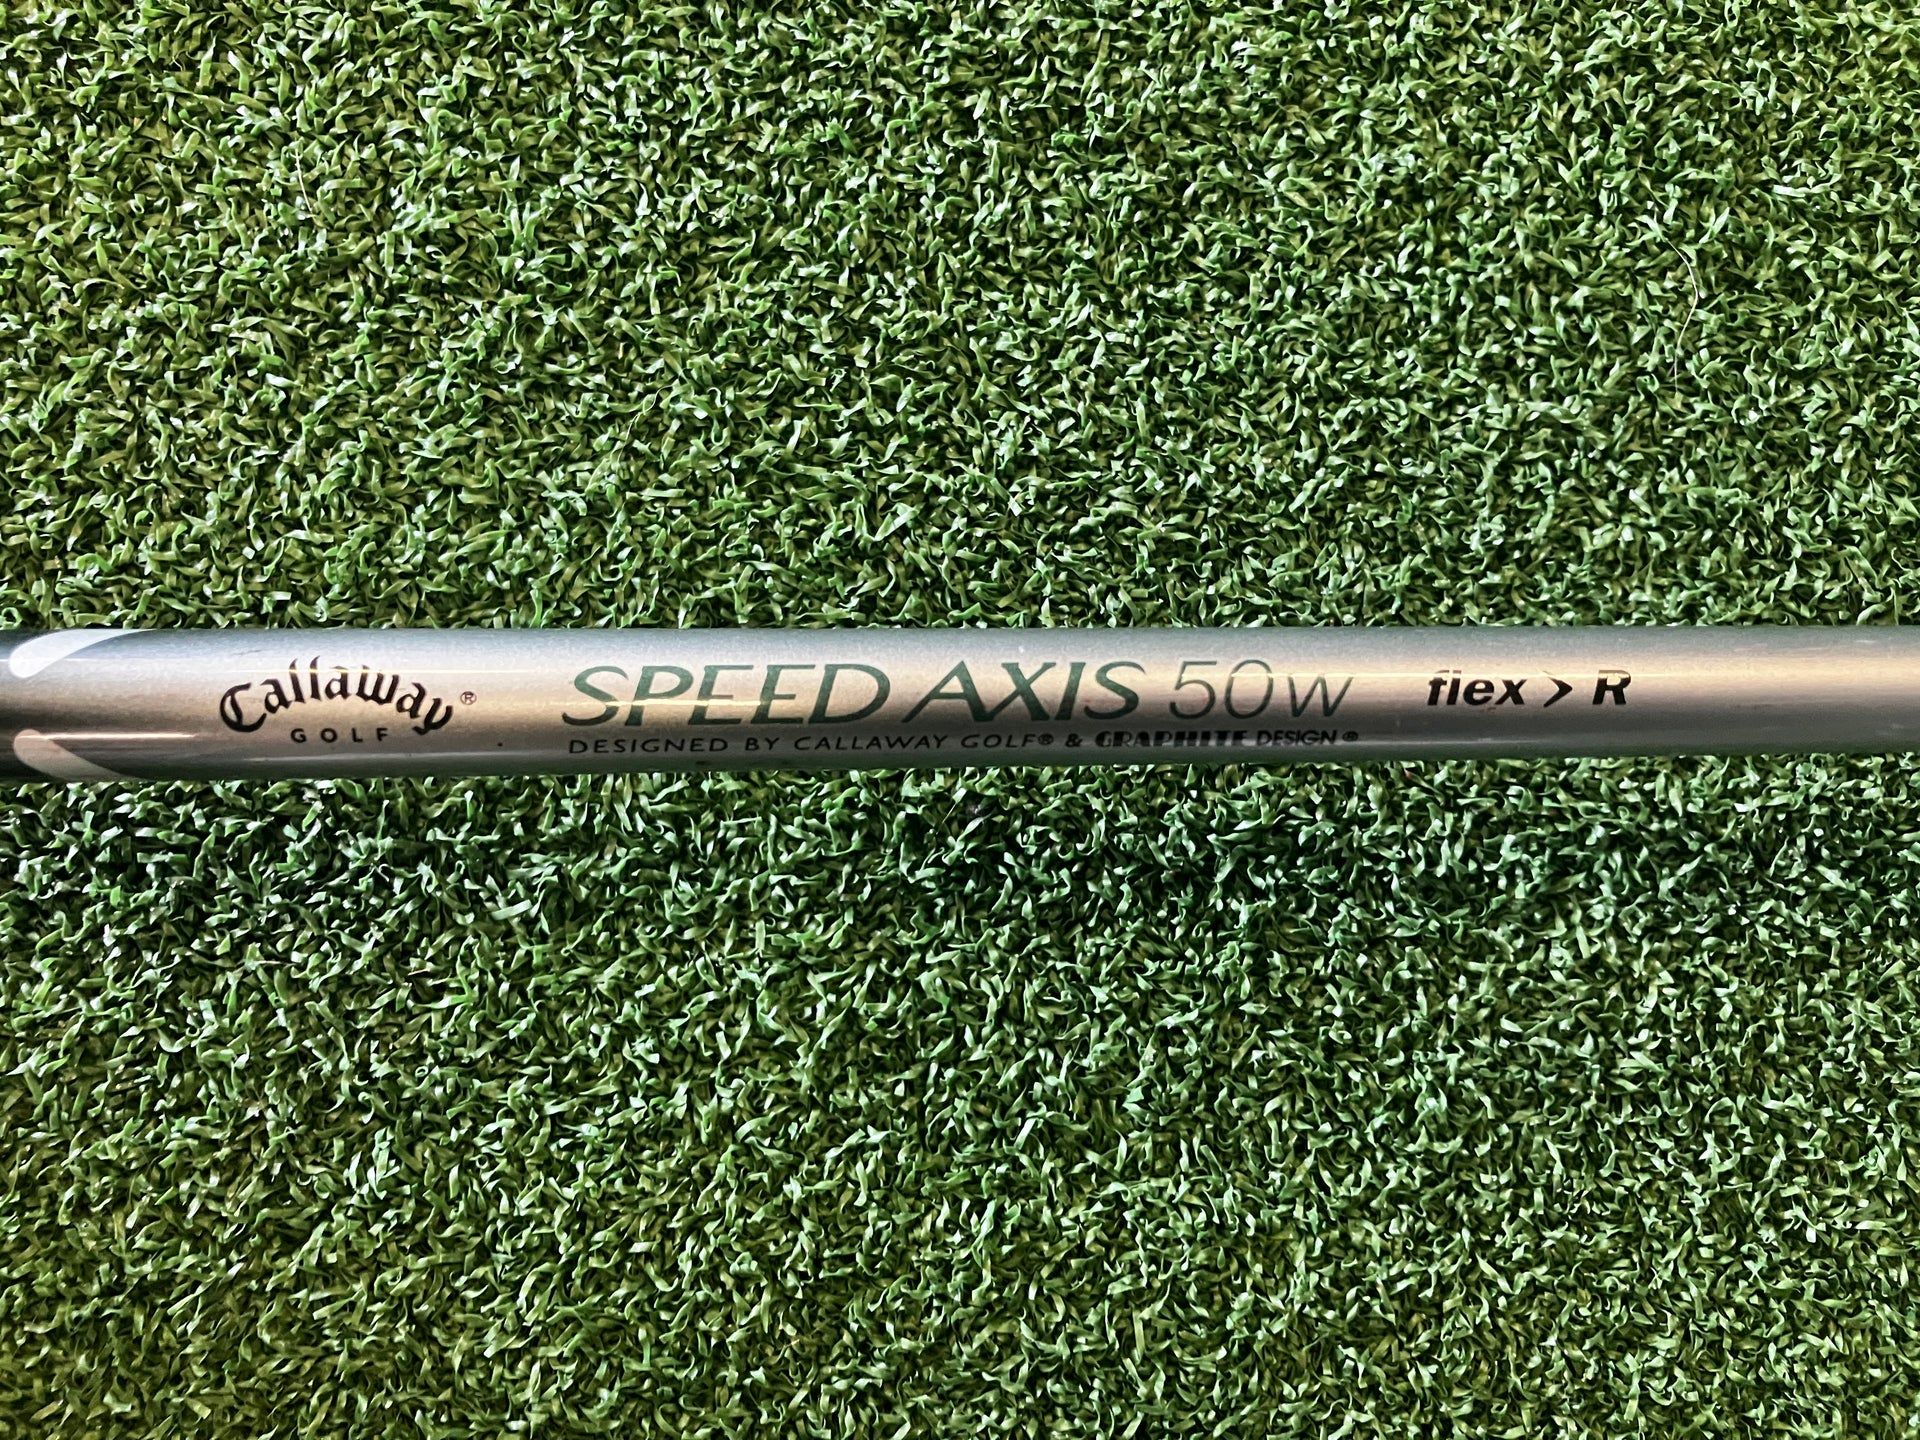 Callaway® SPEED AXIS 50w flex > R
GOLF DESIGNED BY CALLAWAY GOLF® & GRAPHITE DESIGN®